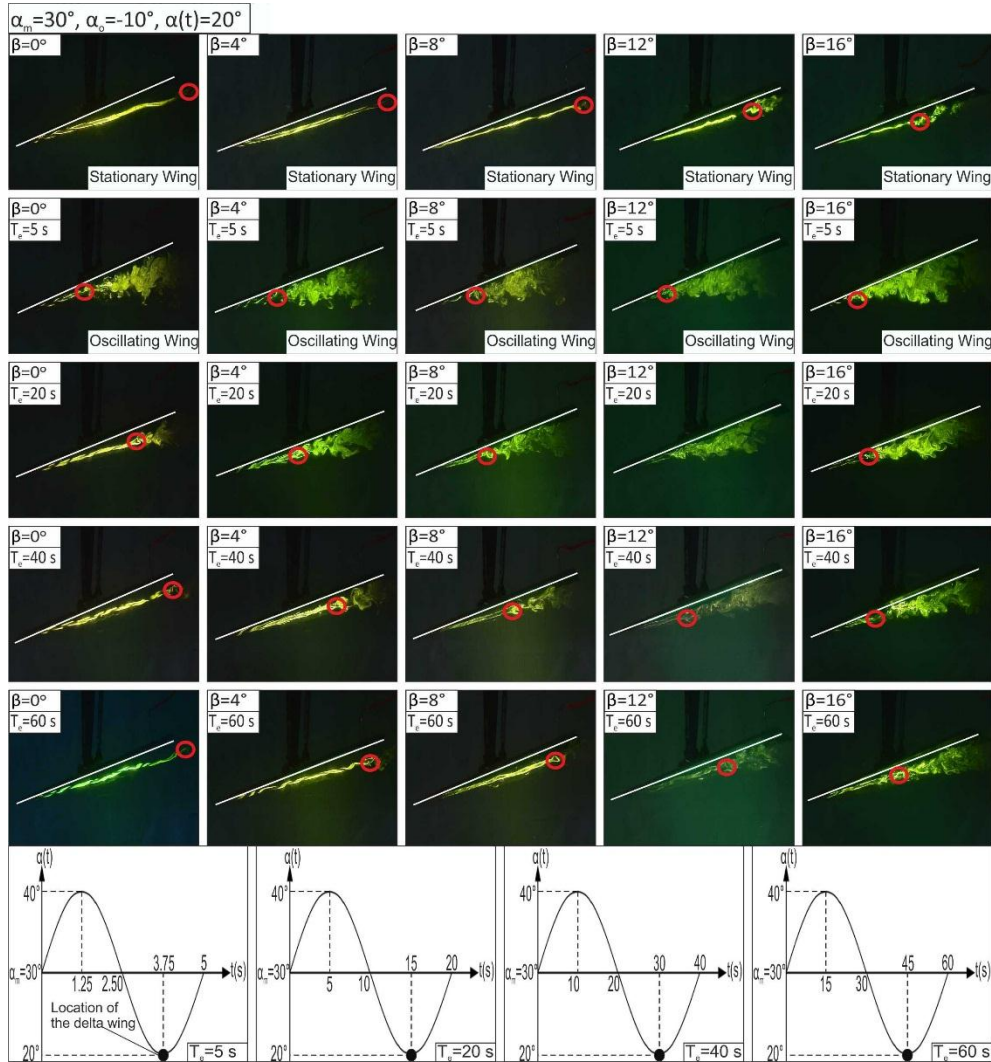 αm=30°, αo=-10°, α(t)=20°
β=0°
Stationary Wing
β=4°
Stationary Wing
β=8°
Stationary Wing
β=12°
Stationary Wing
β=16°
Stationary Wing
β=0°
Te=5 s
Oscillating Wing
β=4°
Te=5 s
Oscillating Wing
β=8°
Te=5 s
Oscillating Wing
β=12°
Te=5 s
Oscillating Wing
β=16°
Te=5 s
Oscillating Wing
β=0°
Te=20 s
β=4°
Te=20 s
β=8°
Te=20 s
β=12°
Te=20 s
β=16°
Te=20 s
β=0°
Te=40 s
β=4°
Te=40 s
β=8°
Te=40 s
β=12°
Te=40 s
β=16°
Te=40 s
β=0°
Te=60 s
β=4°
Te=60 s
β=8°
Te=60 s
β=12°
Te=60 s
β=16°
Te=60 s
α(t)
40°
αm=30°
1.25
2.50
3.75
5
t(s)
Location of
the delta wing
20°
Te=5 s
α(t)
40°
αm=30°
5
10
15
20
t(s)
20°
Te=20 s
α(t)
40°
αm=30°
10
20
30
40
t(s)
20°
Te=40 s
α(t)
40°
αm=30°
15
30
45
60
t(s)
20°
Te=60 s